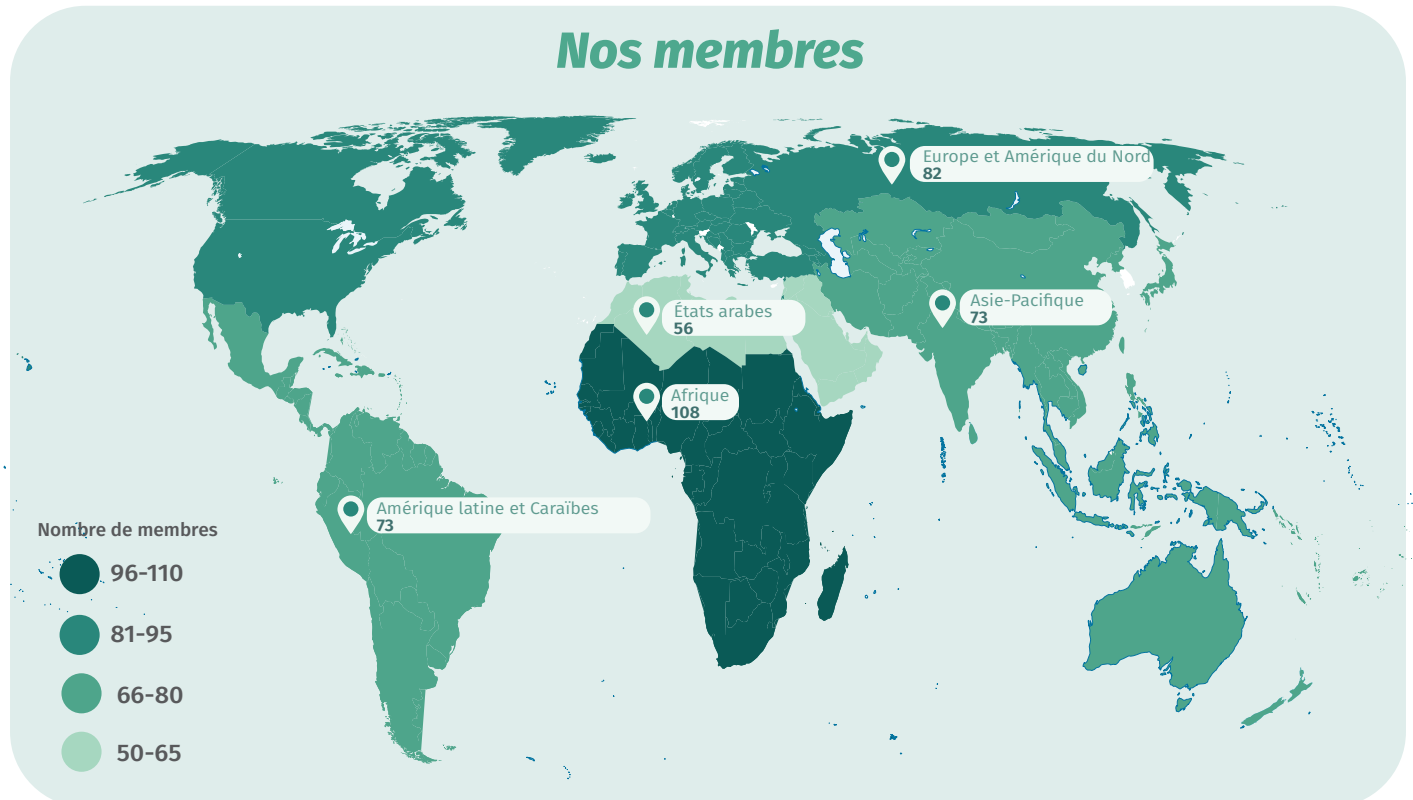 Nos membres
Europe et Amérique du Nord
82
Asie-Pacifique
73
États arabes
56
Afrique
108
Amérique latine et Caraïbes
73
Nombre de membres
96-110
81-95
66-80
50-65